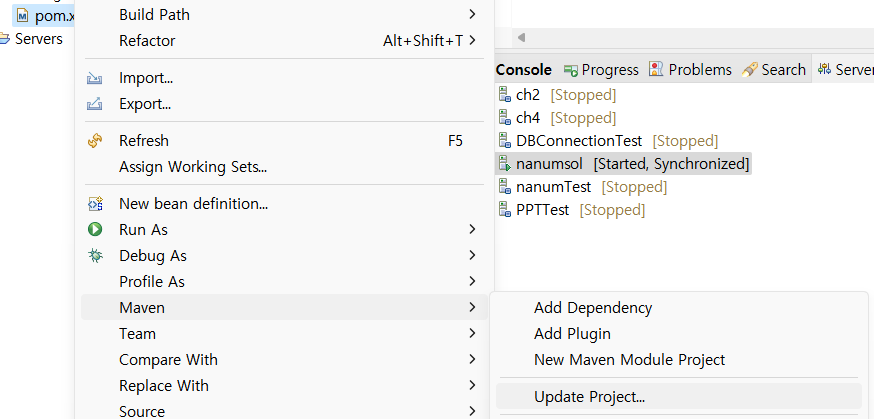 pom.x
Servers
Build Path
Refactor Alt+Shift+T
Import...
Export...
Refresh F5
Assign Working Sets...
New bean definition...
Run As
Debug As
Profile As
Maven
Team
Compare With
Replace With
Source
Console Progress Problems Search Server
ch2 [Stopped]
ch4 [Stopped]
DBConnectionTest [Stopped]
nanumsol [Started, Synchronized]
nanumTest [Stopped]
PPTTest [Stopped]
Add Dependency
Add Plugin
New Maven Module Project
Update Project...